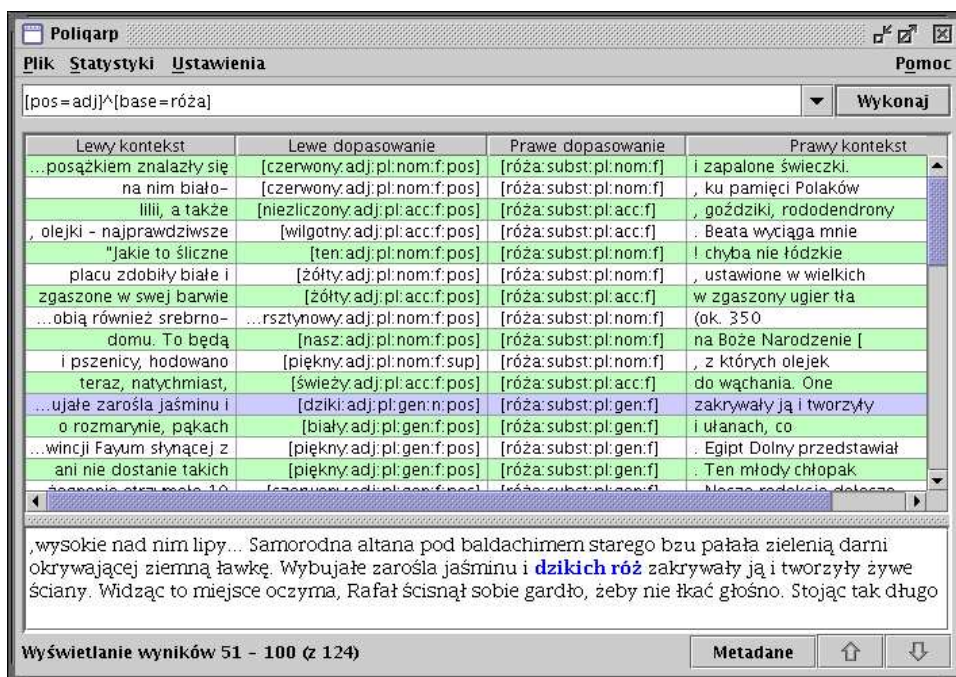 Poliqarp
Plik Statystyki Ustawienia Pomoc
[pos=adj]^[base=róża] Wykonaj
Lewy kontekst Lewe dopasowanie Prawe dopasowanie Prawy kontekst
...posążkiem znalazły się [czerwony:adj:pl:nom:f:pos] [róża:subst:pl:nom:f] i zapalone świeczki.
na nim biało- [czerwony:adj:pl:nom:f:pos] [róża:subst:pl:nom:f] , ku pamięci Polaków
lilii, a także [niezliczony:adj:pl:acc:f:pos] [róża:subst:pl:acc:f] , goździki, rododendrony
, olejki - najprawdziwsze [wilgotny:adj:pl:acc:f:pos] [róża:subst:pl:acc:f] . Beata wyciąga mnie
"Jakie to śliczne [ten:adj:pl:nom:f:pos] [róża:subst:pl:nom:f] ! chyba nie łódzkie
placu zdobiły białe i [żółty:adj:pl:acc:f:pos] [róża:subst:pl:acc:f] , ustawione w wielkich
zgaszone w swej barwie [żółty:adj:pl:acc:f:pos] [róża:subst:pl:acc:f] w zgaszony ugier tła
...obią również srebrno- ...rsztynowy:adj:pl:acc:f:pos] [róża:subst:pl:nom:f] (ok. 350
domu. To będą [nasz:adj:pl:nom:f:pos] [róża:subst:pl:nom:f] na Boże Narodzenie [
i pszenicy, hodowano [piękny:adj:pl:nom:f:sup] [róża:subst:pl:nom:f] , z których olejek
teraz, natychmiast, [świeży:adj:pl:acc:f:pos] [róża:subst:pl:acc:f] do wąchania. One
...ujałe zarośla jaśminu i [dziki:adj:pl:gen:n:pos] [róża:subst:pl:gen:f] zakrywały ją i tworzyły
o rozmarynie, pąkach [biały:adj:pl:gen:f:pos] [róża:subst:pl:gen:f] i ułanach, co
...wincji Fayum słynącej z [piękny:adj:pl:gen:f:pos] [róża:subst:pl:gen:f] . Egipt Dolny przedstawiał
ani nie dostanie takich [piękny:adj:pl:gen:f:pos] [róża:subst:pl:gen:f] . Ten młody chłopak
,wysokie nad nim lipy... Samorodna altana pod baldachimem starego bzu pałała zielenią darni
okrywającej ziemną ławkę. Wybujałe zarośla jaśminu i dzikich róż zakrywały ją i tworzyły żywe
ściany. Widząc to miejsce oczyma, Rafał ścisnął sobie gardło, żeby nie łkać głośno. Stojąc tak długo
Wyświetlanie wyników 51 - 100 (z 124) Metadane